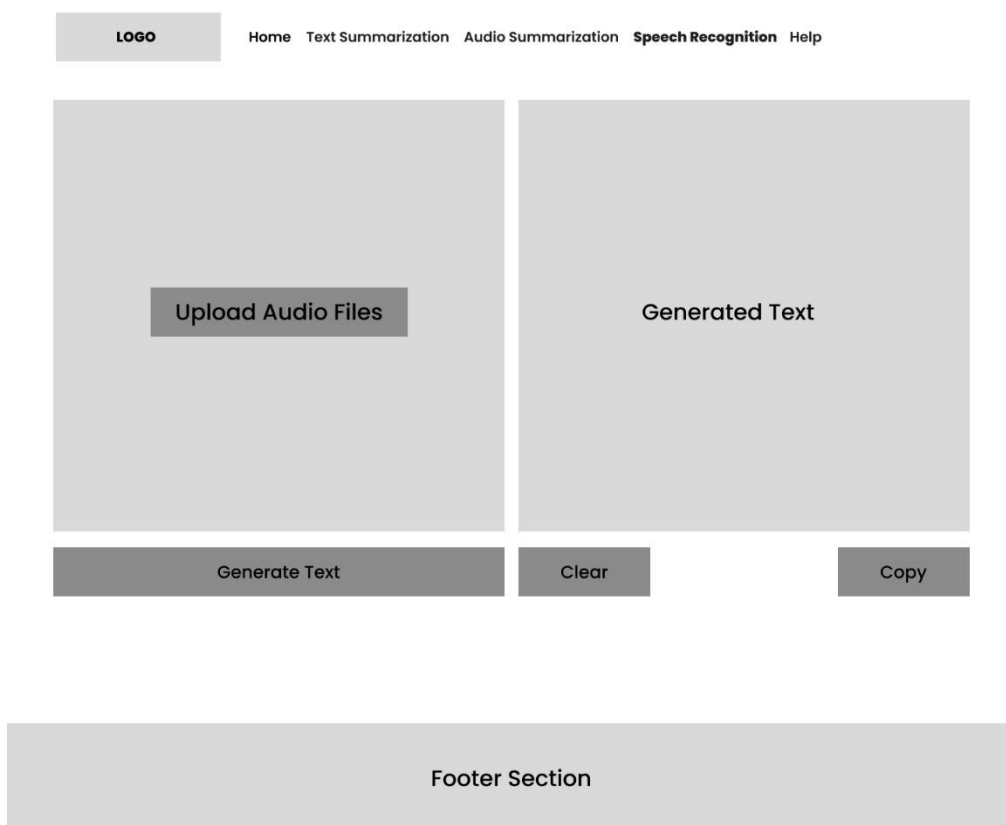 LOGO Home Text Summarization Audio Summarization Speech Recognition Help
Upload Audio Files
Generated Text
Generate Text
Clear
Copy
Footer Section